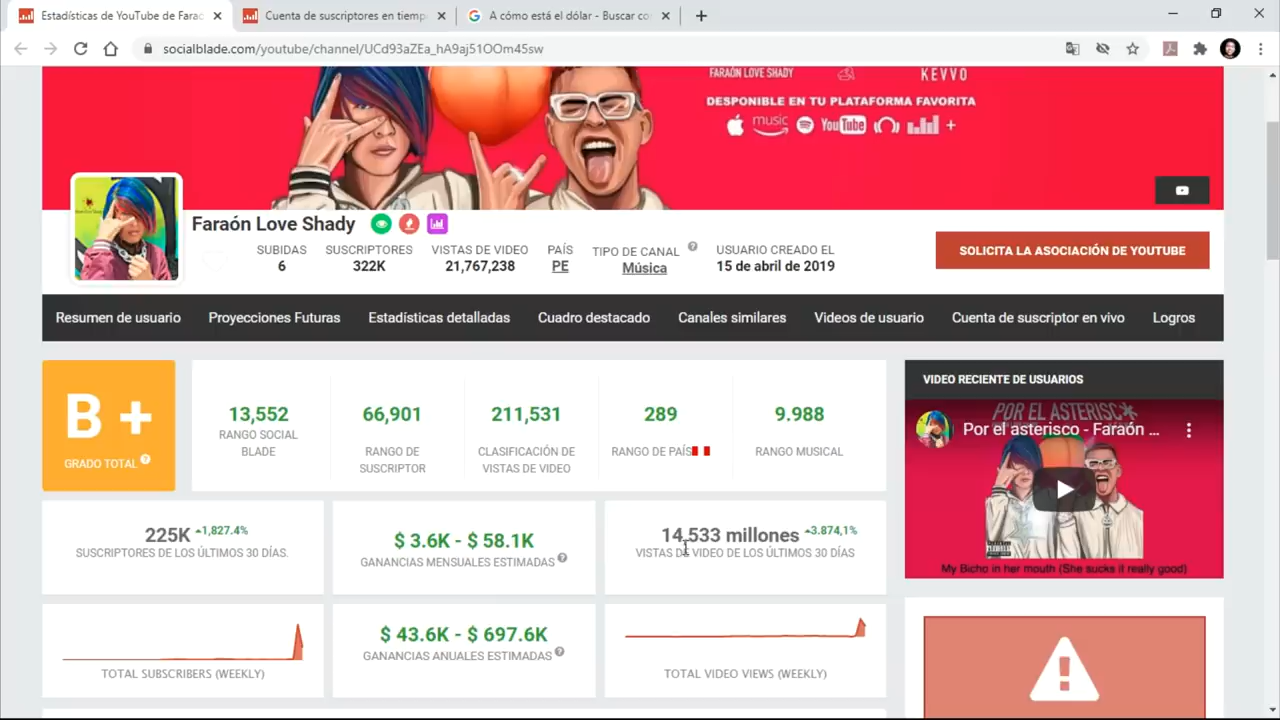 Estadísticas de YouTube de Farao
Cuenta de suscriptores en tiemp
A cómo está el dólar - Buscar co
socialblade.com/youtube/channel/UCd93aZEa_hA9aj51OOm45sw
FARAÓN LOVE SHADY
KEVVO
DESPONIBLE EN TU PLATAFORMA FAVORITA
music
YouTube
+
Faraón Love Shady
SUBIDAS
6
SUSCRIPTORES
322K
VISTAS DE VIDEO
21,767,238
PAÍS
PE
TIPO DE CANAL
Música
USUARIO CREADO EL
15 de abril de 2019
SOLICITA LA ASOCIACIÓN DE YOUTUBE
Resumen de usuario
Proyecciones Futuras
Estadísticas detalladas
Cuadro destacado
Canales similares
Videos de usuario
Cuenta de suscriptor en vivo
Logros
B +
GRADO TOTAL
13,552
RANGO SOCIAL
BLADE
66,901
RANGO DE
SUSCRIPTOR
211,531
CLASIFICACIÓN DE
VISTAS DE VIDEO
289
RANGO DE PAÍS
9.988
RANGO MUSICAL
VIDEO RECIENTE DE USUARIOS
POR EL ASTERISC*
Por el asterisco - Faraón ...
My Bicho in her mouth (She sucks it really good)
225K +1,827.4%
SUSCRIPTORES DE LOS ÚLTIMOS 30 DÍAS.
$ 3.6K - $ 58.1K
GANANCIAS MENSUALES ESTIMADAS
14,533 millones 3.874,1%
VISTAS DE VIDEO DE LOS ÚLTIMOS 30 DÍAS
TOTAL SUBSCRIBERS (WEEKLY)
$ 43.6K - $ 697.6K
GANANCIAS ANUALES ESTIMADAS
TOTAL VIDEO VIEWS (WEEKLY)